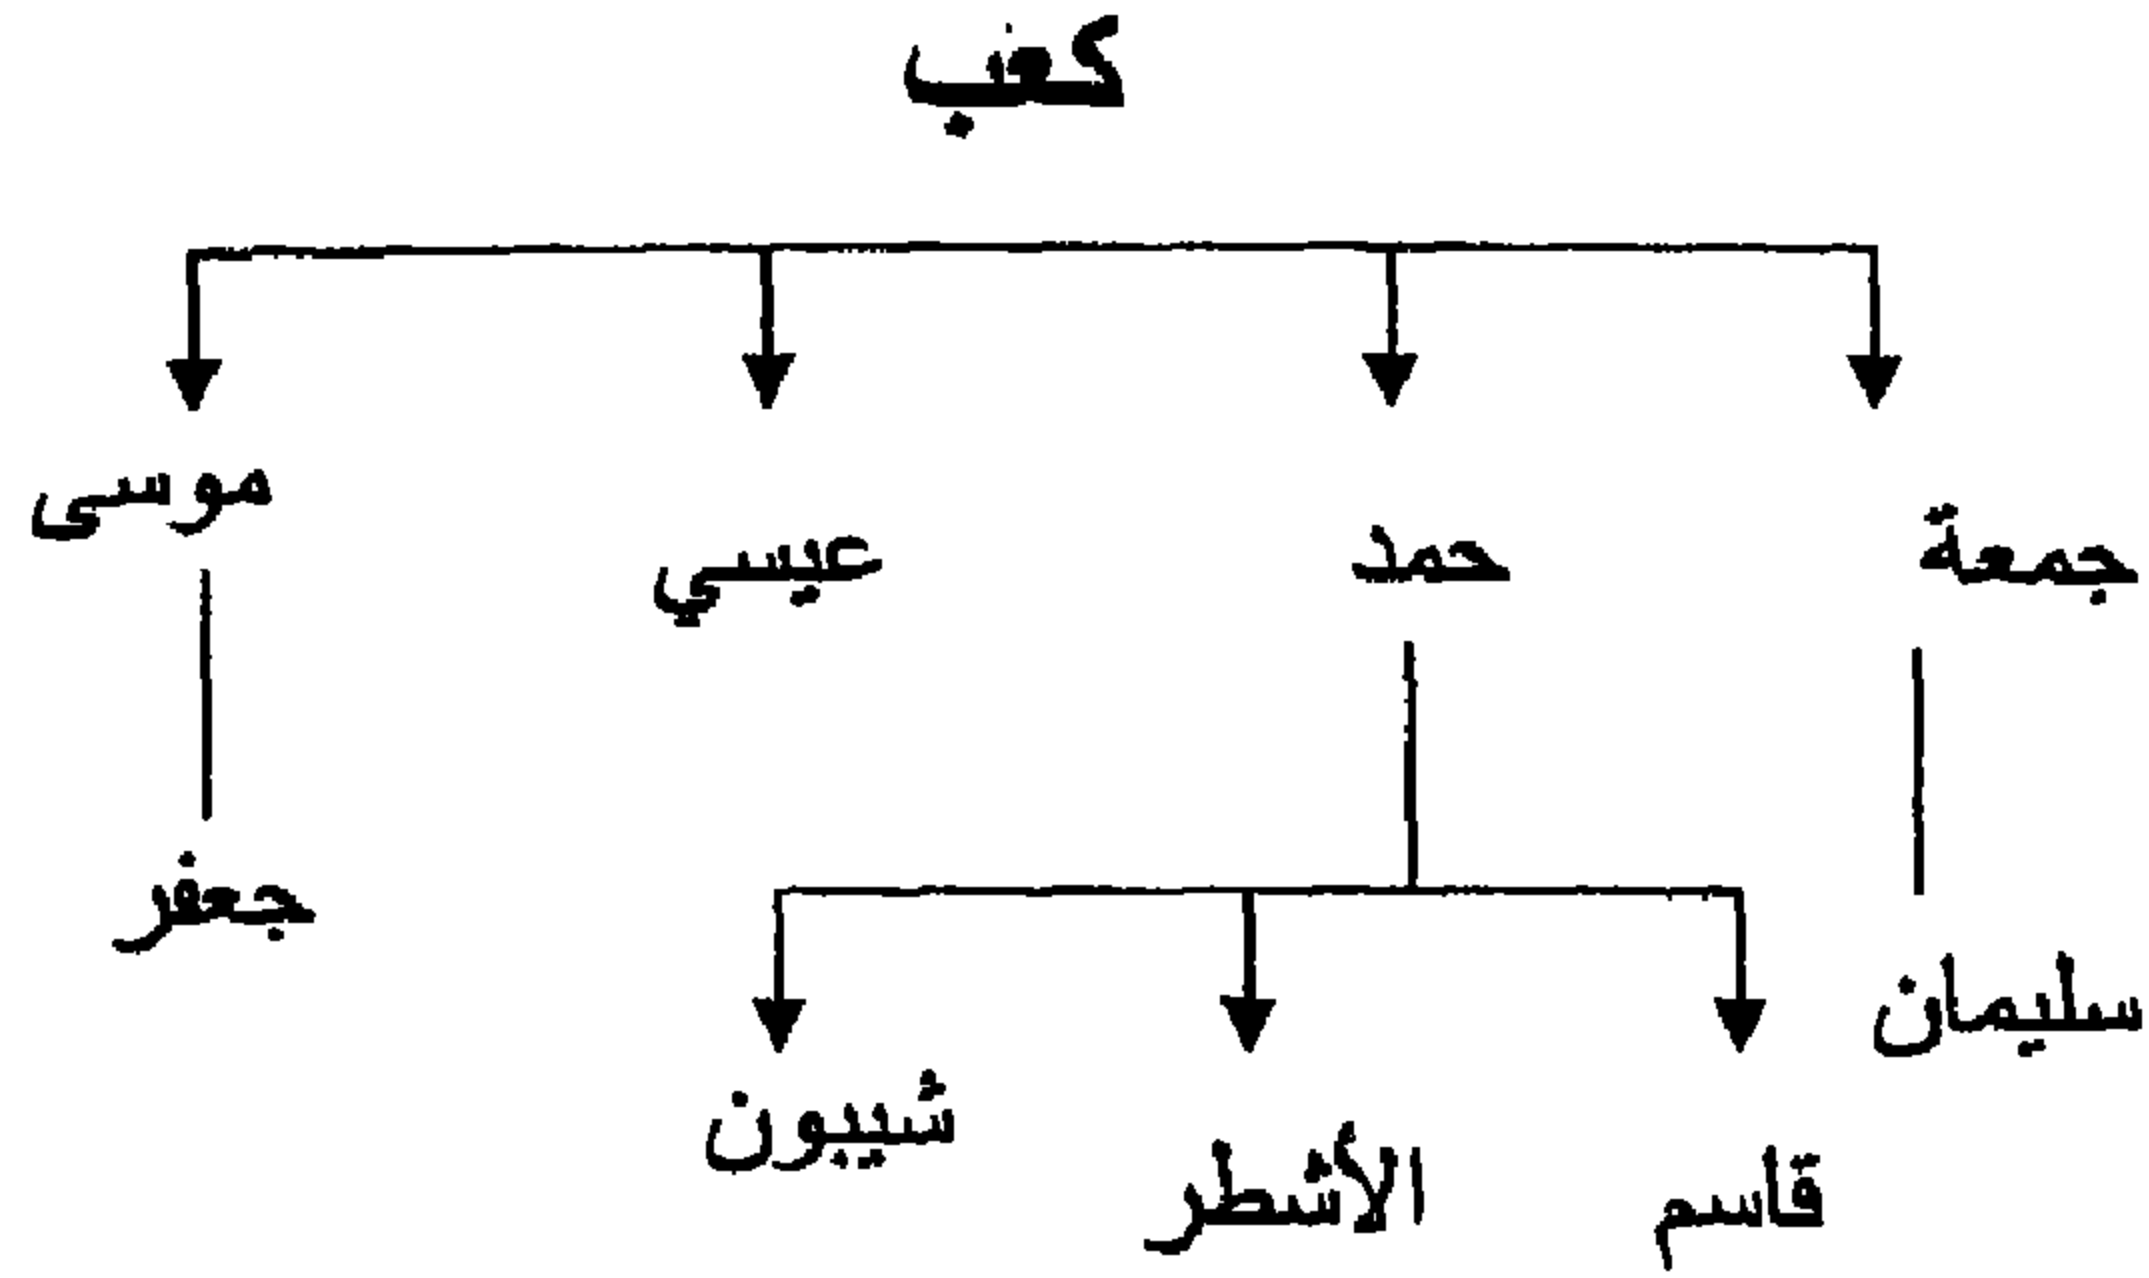 كعب
جمعة
حمد
عيسي
موسى
سليمان
قاسم
الأشطر
شيبون
جعفر